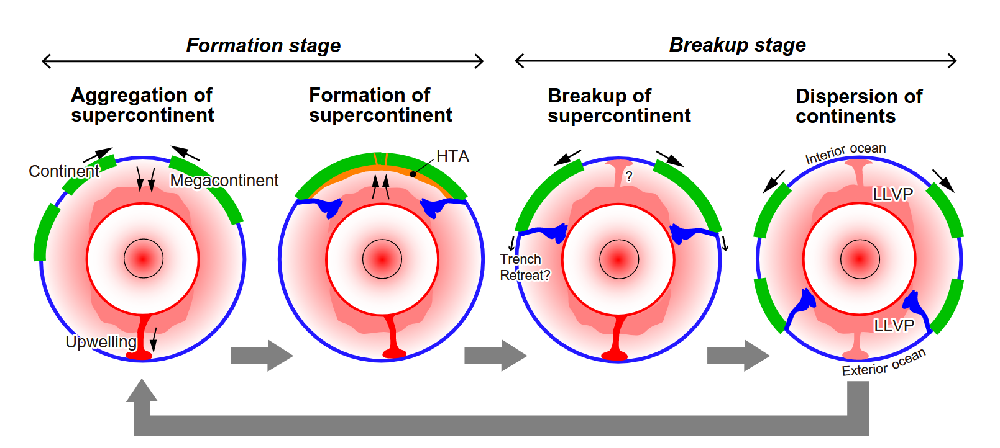 Formation stage
Breakup stage
Aggregation of
supercontinent
Formation of
supercontinent
Breakup of
supercontinent
Dispersion of
continents
Continent
Megacontinent
Upwelling
HTA
?
Trench
Retreat?
Interior ocean
LLVP
LLVP
Exterior ocean